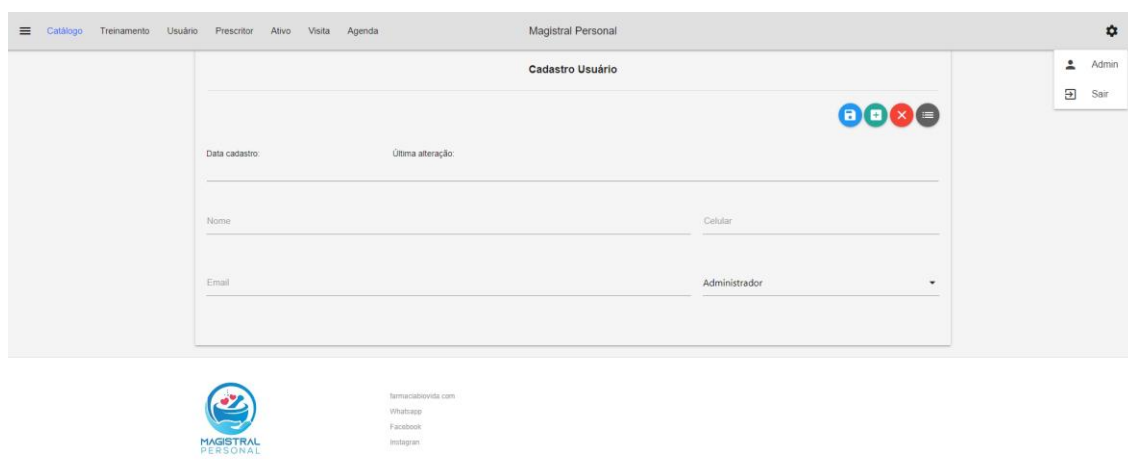 Catálogo Treinamento Usuário Prescritor Ativo Visita Agenda Magistral Personal
Admin
Sair
Cadastro Usuário
Data cadastro: Última alteração:
Nome Celular
Email Administrador
MAGISTRAL
PERSONAL
farmaciabiovida.com
Whatsapp
Facebook
Instagran